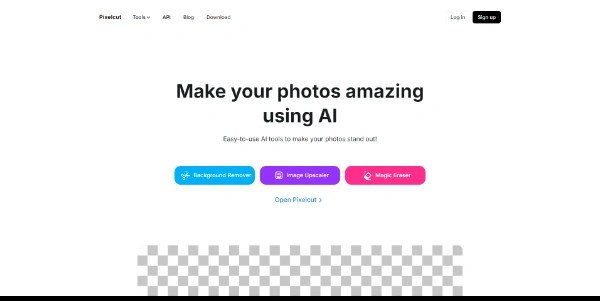 Pixelcut
Tools
API
Blog
Download
Log in
Sign up
Make your photos amazing
using AI
Easy-to-use AI tools to make your photos stand out!
Background Remover
Image Upscaler
Magic Eraser
Open Pixelcut